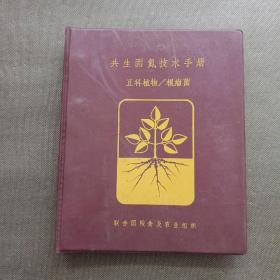 共生固氮技术手册
豆科植物／根瘤菌
联合国粮食及农业组织